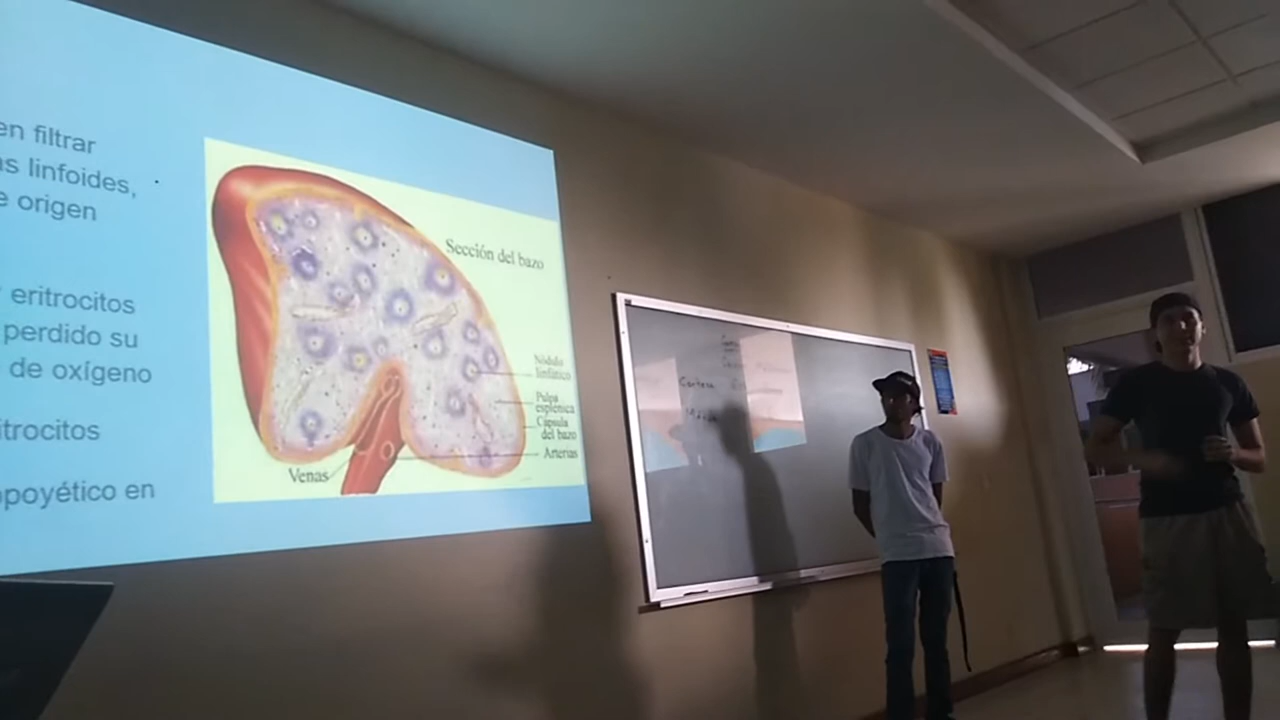 en filtrar
as linfoides,
e origen
eritrocitos
perdido su
de oxígeno
itrocitos
opoyético en
Sección del bazo
Nódulo
linfático
Pulpa
esplénica
Cápsula
del bazo
Arterias
Venas
Corteza